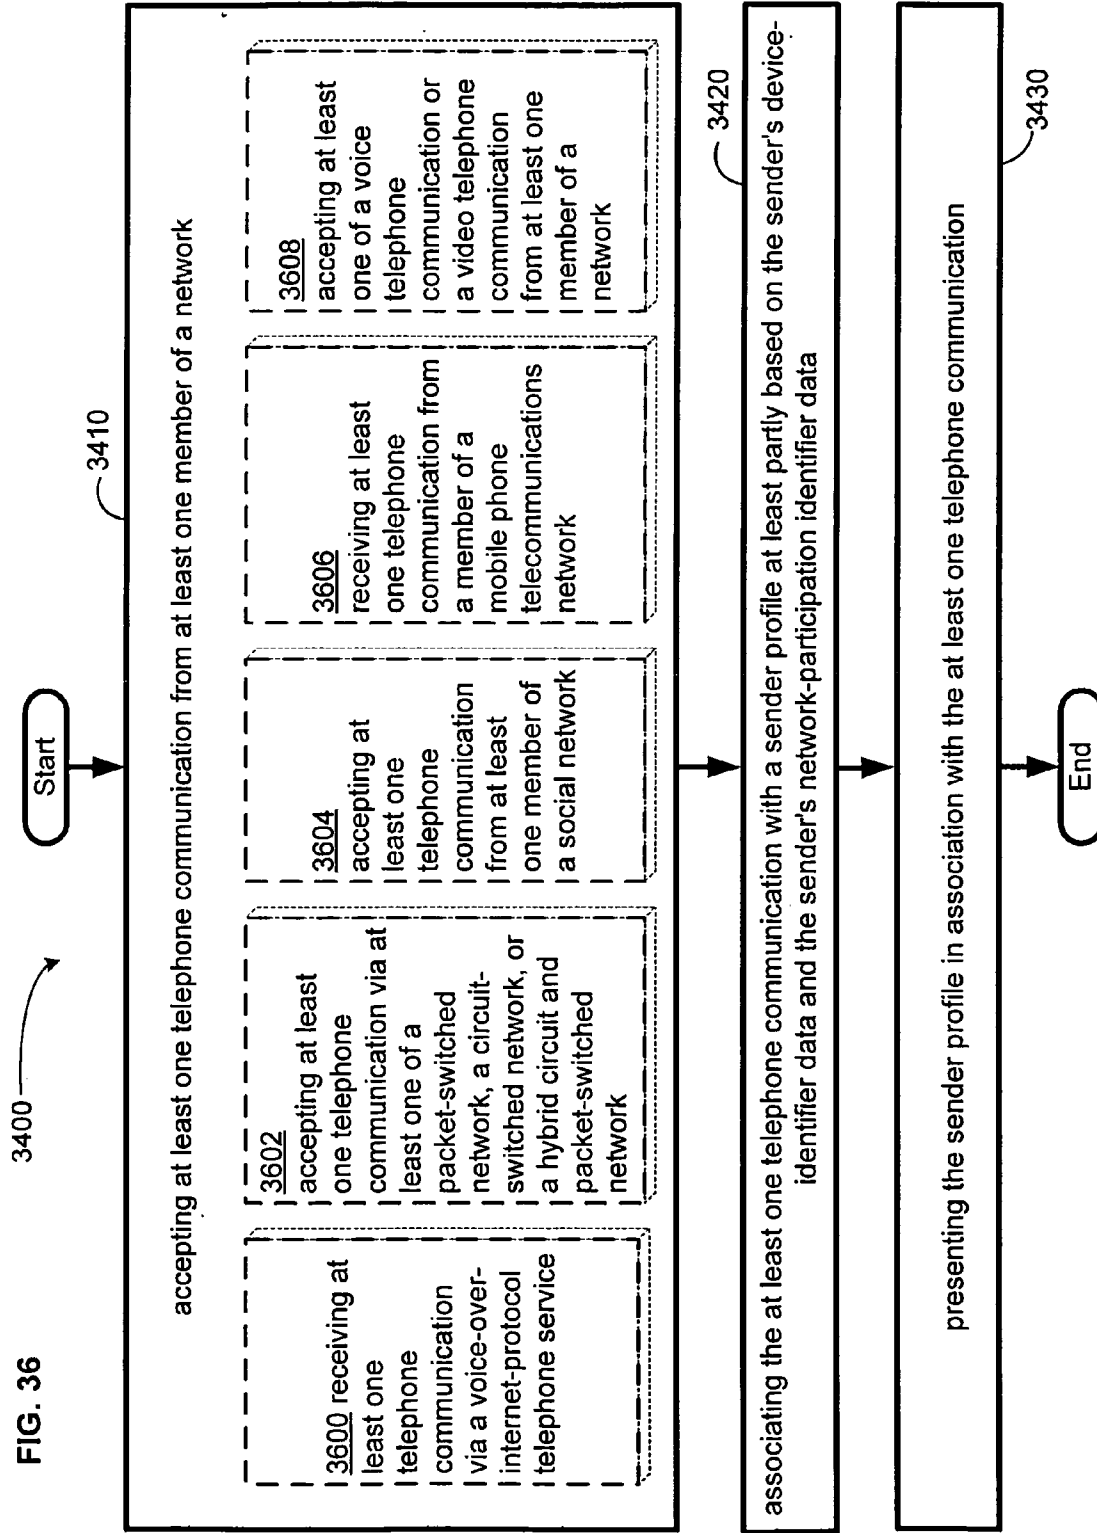 FIG. 36
3400
Start
3410
accepting at least one telephone communication from at least one member of a network
3600 receiving at
least one
telephone
communication
via a voice-over-
internet-protocol
telephone service
3602
accepting at least
one telephone
communication via at
least one of a
packet-switched
network, a circuit-
switched network, or
a hybrid circuit and
packet-switched
network
3604
accepting at
least one
telephone
communication
from at least
one member of
a social network
3606
receiving at least
one telephone
communication from
a member of a
mobile phone
telecommunications
network
3608
accepting at least
one of a voice
telephone
communication or
a video telephone
communication
from at least one
member of a
network
3420
associating the at least one telephone communication with a sender profile at least partly based on the sender's device-
identifier data and the sender's network-participation identifier data
3430
presenting the sender profile in association with the at least one telephone communication
End